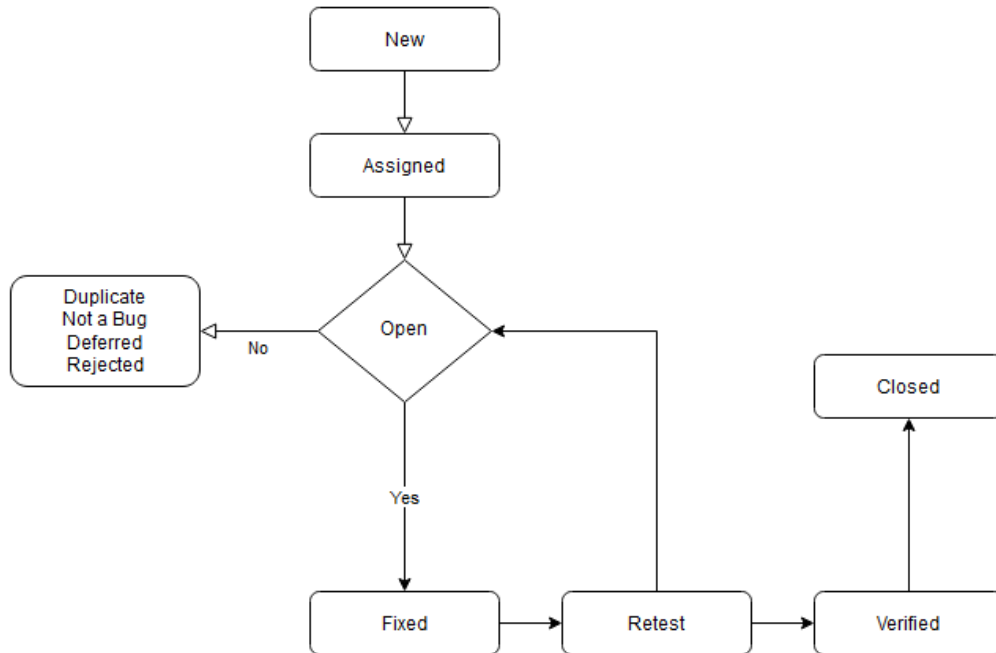 New
Assigned
Open
Duplicate
Not a Bug
Deferred
Rejected
No
Closed
Yes
Fixed
Retest
Verified